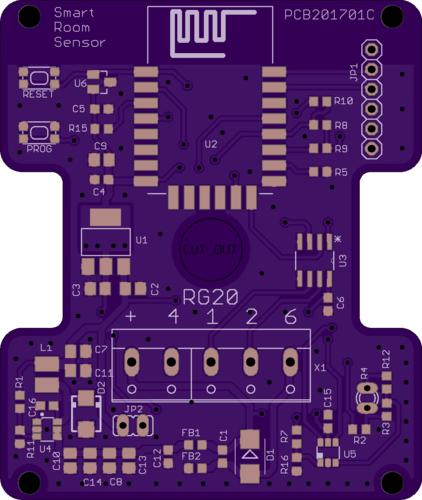 Smart
Room
Sensor
PCB201701C
JP1
U6
RESET
C5
R10
R15
R8
PROG
U2
C9
R9
C4
R5
U1
CUT OUT
*
U3
C3
C2
RG20
C6
+ 4 1 2 6
L1
C7
X1
C11
R12
R4
R1
D2
C16
JP2
C15
R3
R11
U4
FB1
R7
R2
C10
C13
C12
FB2
C1
D1
R16
U5
C14
C8